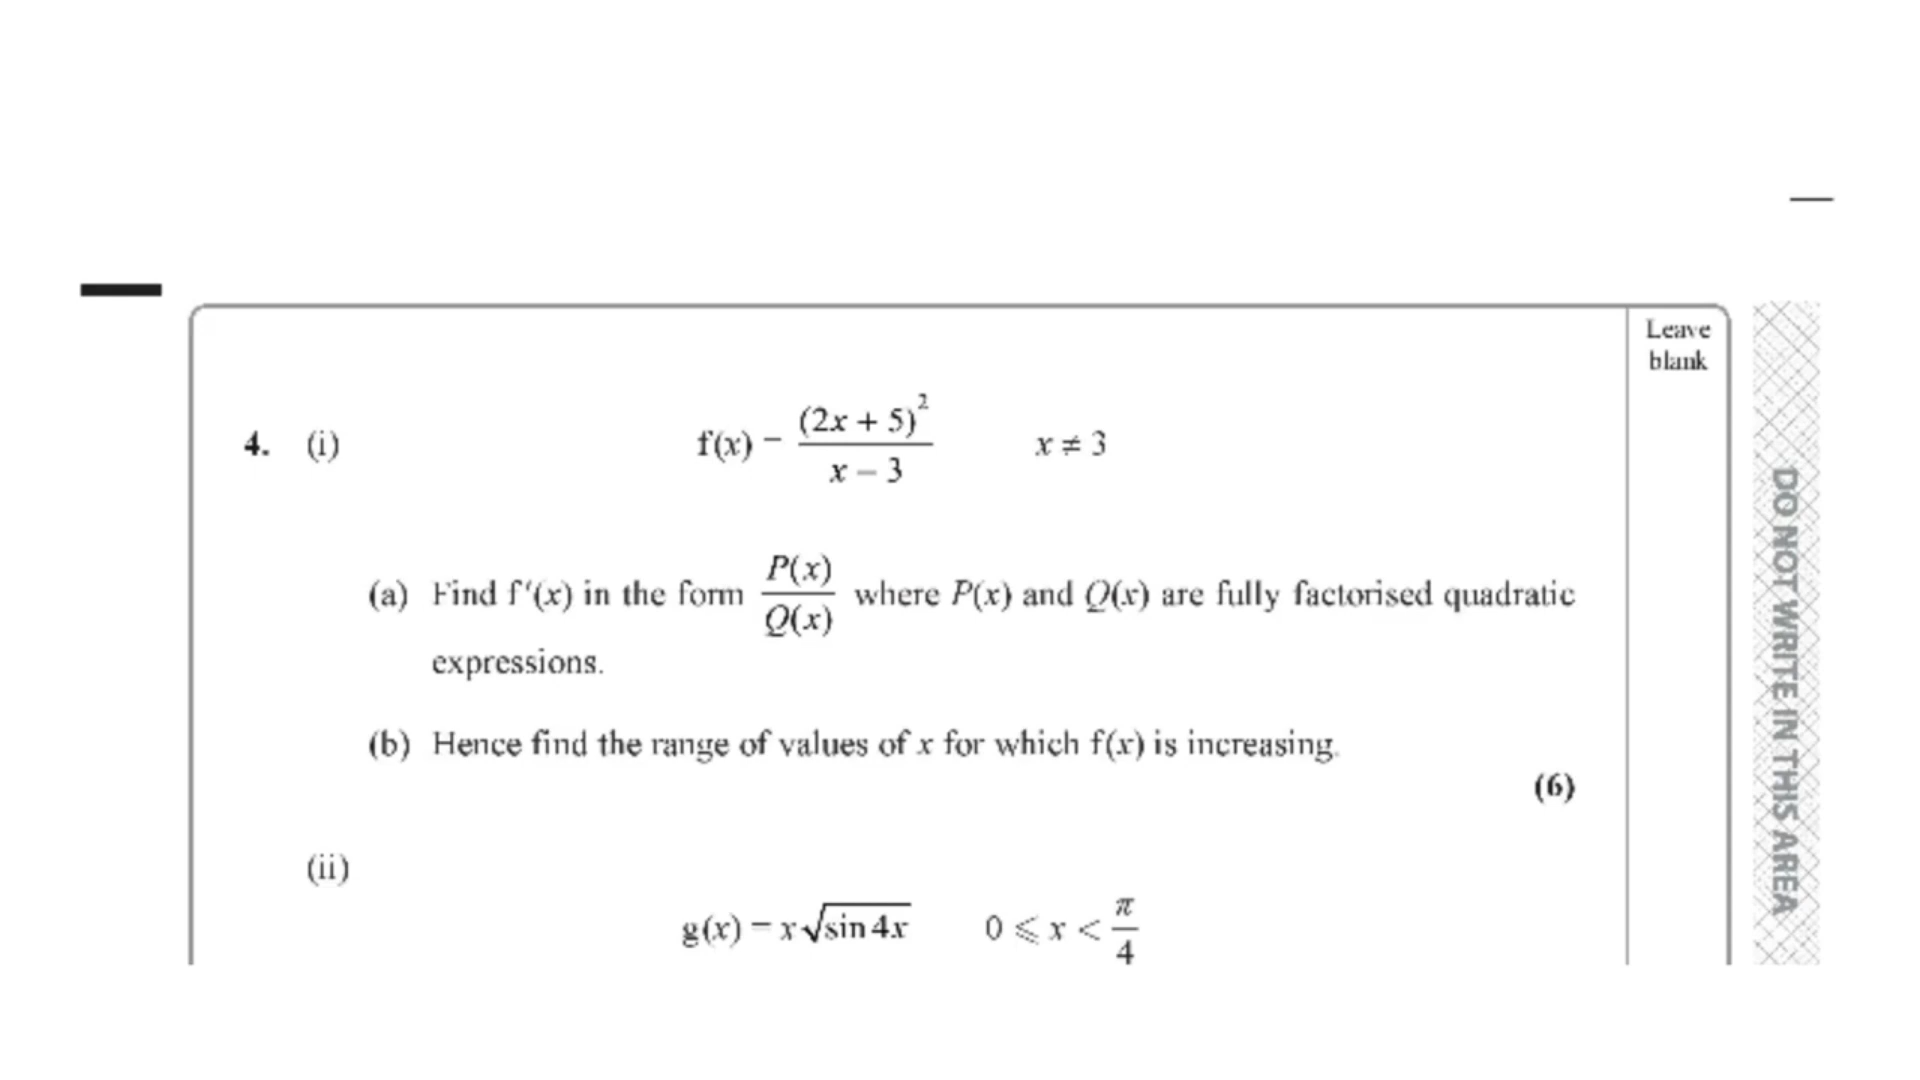 Leave
blank
4. (i) f(x) = (2x + 5)² / (x − 3) x ≠ 3
(a) Find f′(x) in the form P(x)/Q(x) where P(x) and Q(x) are fully factorised quadratic
expressions.
(b) Hence find the range of values of x for which f(x) is increasing.
(6)
(ii)
g(x) = x√(sin 4x) 0 ⩽ x < π/4
DO NOT WRITE IN THIS AREA